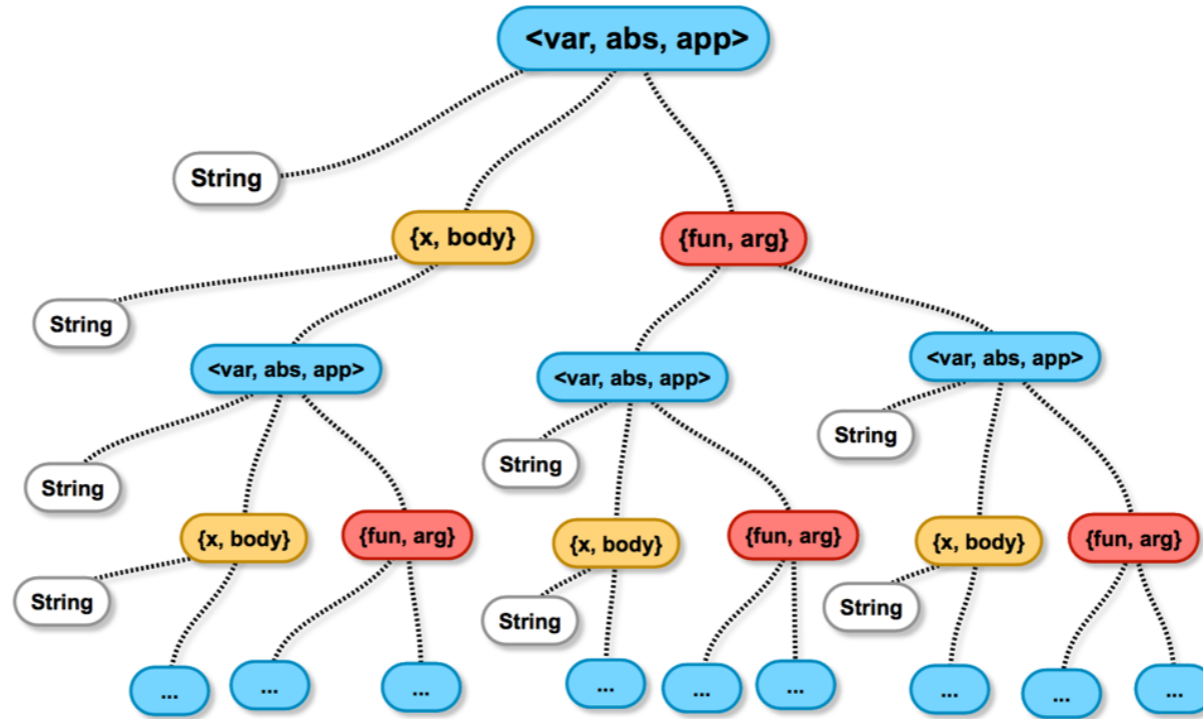 <var, abs, app>
String
{x, body}
{fun, arg}
String
<var, abs, app>
<var, abs, app>
<var, abs, app>
String
String
String
{x, body}
{fun, arg}
{x, body}
{fun, arg}
{x, body}
{fun, arg}
String
String
String
...
...
...
...
...
...
...
...
...